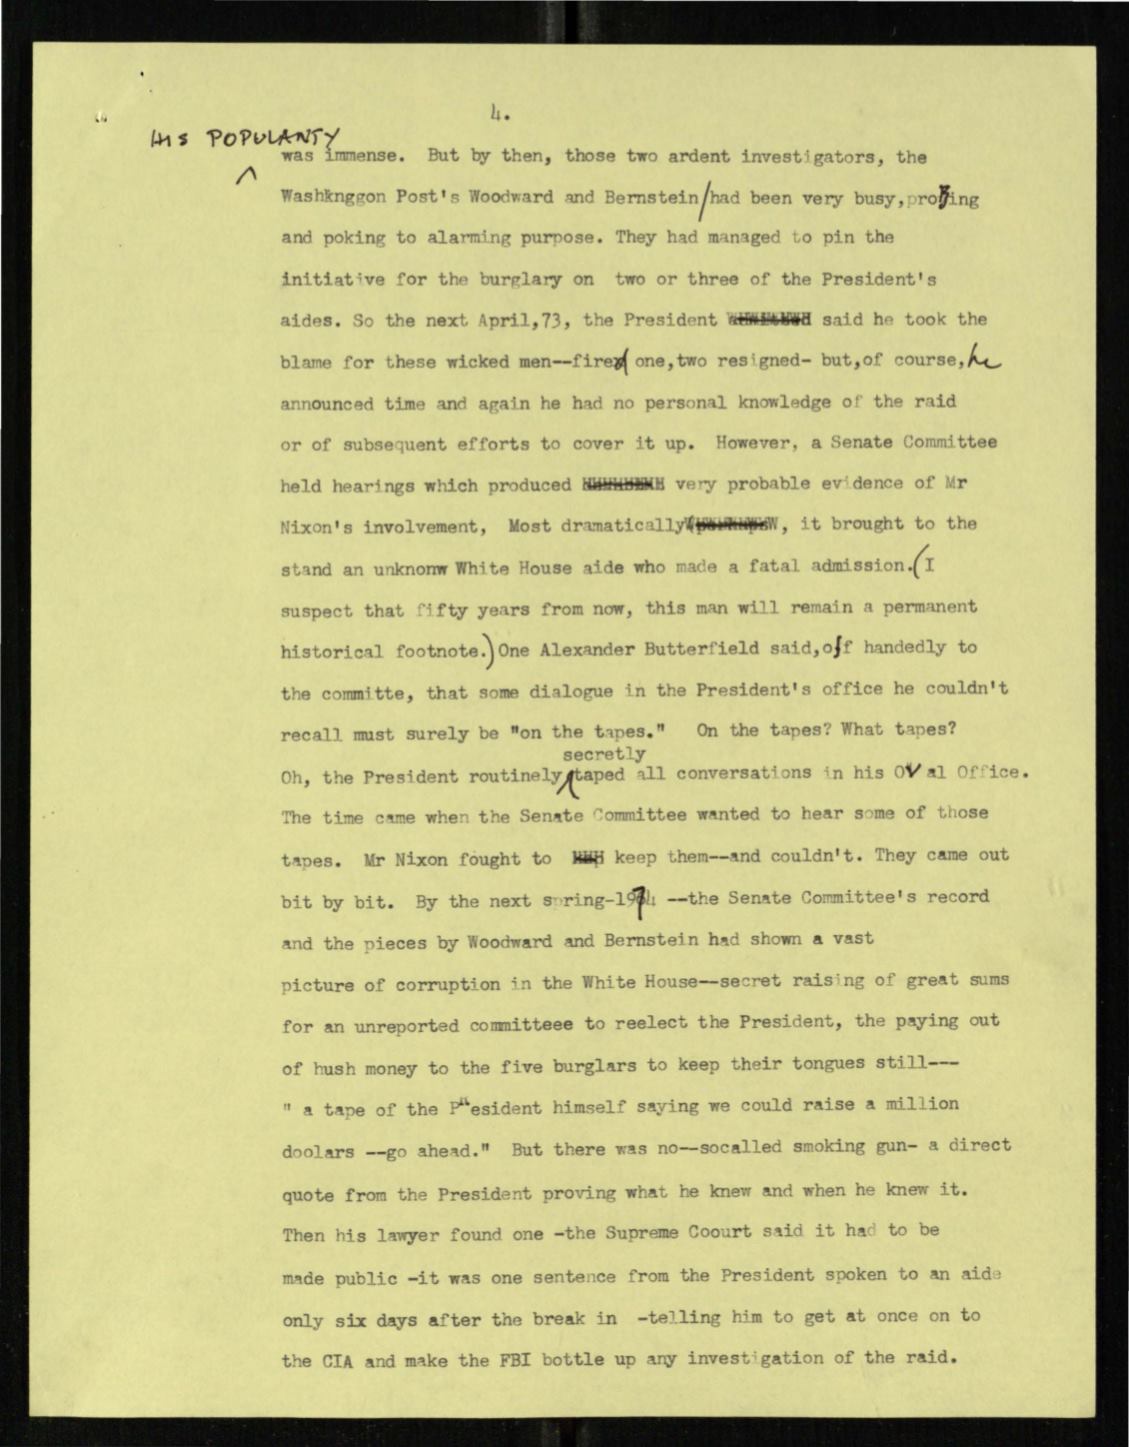 4.
HIS POPULARITY
was immense. But by then, those two ardent investigators, the
Washknggon Post's Woodward and Bernstein/had been very busy,probing
and poking to alarming purpose. They had managed to pin the
initiative for the burglary on two or three of the President's
aides. So the next April,73, the President said he took the
blame for these wicked men--fired one,two resigned- but,of course,he
announced time and again he had no personal knowledge of the raid
or of subsequent efforts to cover it up. However, a Senate Committee
held hearings which produced very probable evidence of Mr
Nixon's involvement, Most dramatically, it brought to the
stand an unknonw White House aide who made a fatal admission.(I
suspect that fifty years from now, this man will remain a permanent
historical footnote.)One Alexander Butterfield said,off handedly to
the committe, that some dialogue in the President's office he couldn't
recall must surely be "on the tapes." On the tapes? What tapes?
secretly
Oh, the President routinely taped all conversations in his OVal Office.
The time came when the Senate Committee wanted to hear some of those
tapes. Mr Nixon fought to keep them--and couldn't. They came out
bit by bit. By the next spring-1974 --the Senate Committee's record
and the pieces by Woodward and Bernstein had shown a vast
picture of corruption in the White House--secret raising of great sums
for an unreported committeee to reelect the President, the paying out
of hush money to the five burglars to keep their tongues still---
" a tape of the President himself saying we could raise a million
doolars --go ahead." But there was no--socalled smoking gun- a direct
quote from the President proving what he knew and when he knew it.
Then his lawyer found one -the Supreme Coourt said it had to be
made public -it was one sentence from the President spoken to an aide
only six days after the break in -telling him to get at once on to
the CIA and make the FBI bottle up any investigation of the raid.